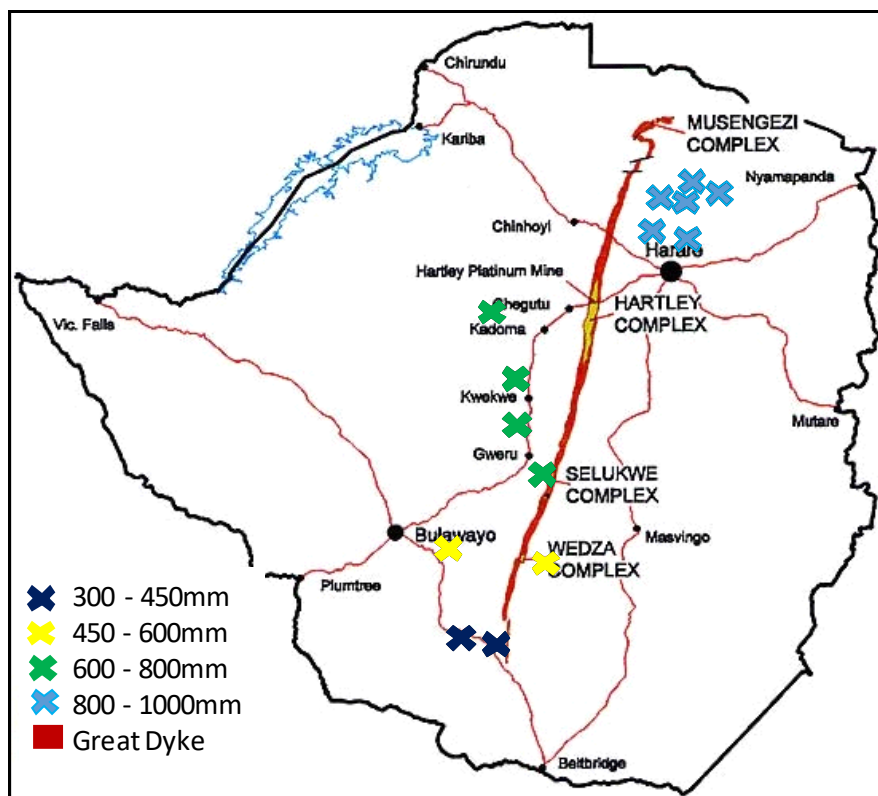 Chirundu
Kariba
MUSENGEZI
COMPLEX
Nyamapanda
Chinhoyi
Harare
Hartley Platinum Mine
Chegutu
HARTLEY
COMPLEX
Vic. Falls
Kadoma
Kwekwe
Mutare
Gweru
SELUKWE
COMPLEX
Bulawayo
Masvingo
WEDZA
COMPLEX
Plumtree
300 - 450mm
450 - 600mm
600 - 800mm
800 - 1000mm
Great Dyke
Beitbridge